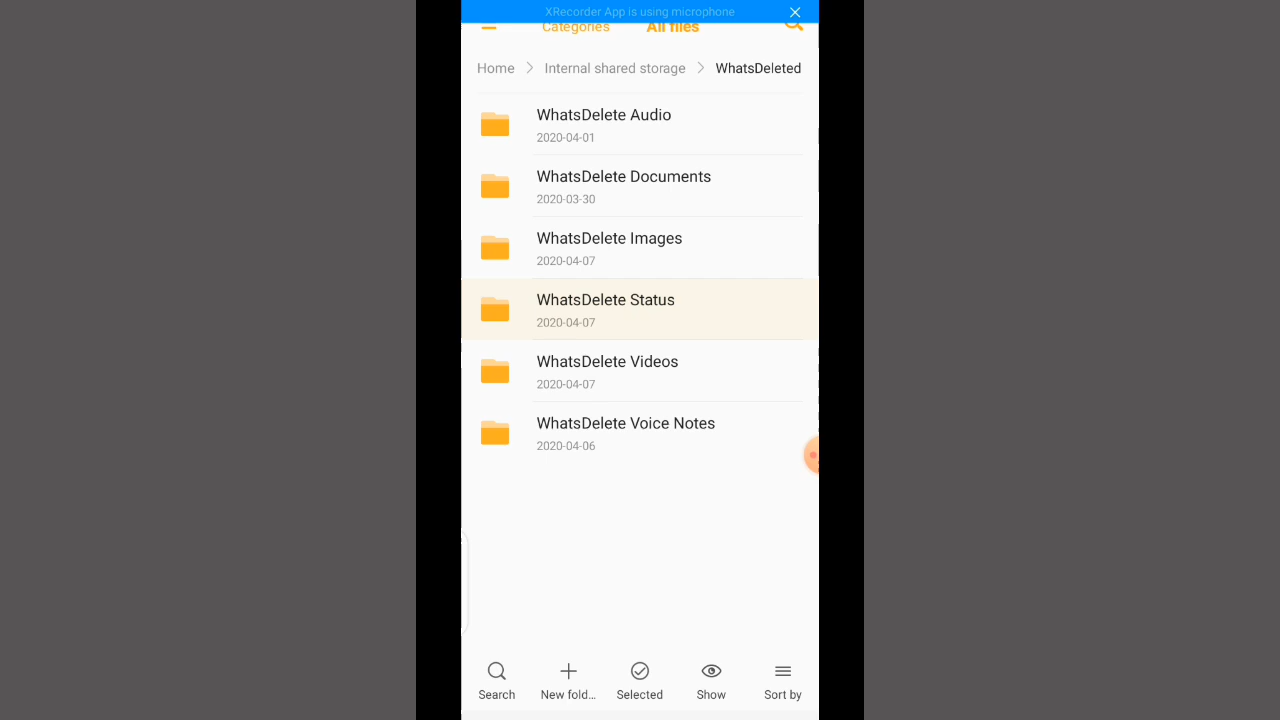 XRecorder App is using microphone
Categories All files
Home Internal shared storage WhatsDeleted
WhatsDelete Audio
2020-04-01
WhatsDelete Documents
2020-03-30
WhatsDelete Images
2020-04-07
WhatsDelete Status
2020-04-07
WhatsDelete Videos
2020-04-07
WhatsDelete Voice Notes
2020-04-06
Search New fold... Selected Show Sort by